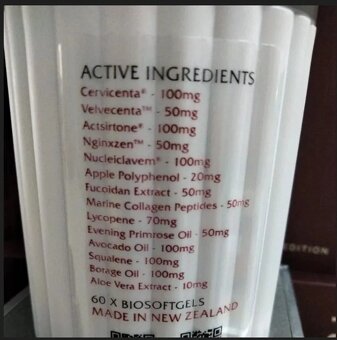 ACTIVE INGREDIENTS
Cervicenta® - 100mg
Velvecenta™ - 50mg
Actsirtone® - 100mg
Nginxzen™ - 50mg
Nucleiclavem® - 100mg
Apple Polyphenol - 20mg
Fucoidan Extract - 50mg
Marine Collagen Peptides - 50mg
Lycopene - 70mg
Evening Primrose Oil - 50mg
Avocado Oil - 100mg
Squalene - 100mg
Borage Oil - 100mg
Aloe Vera Extract - 10mg
60 X BIOSOFTGELS
MADE IN NEW ZEALAND
EDITION